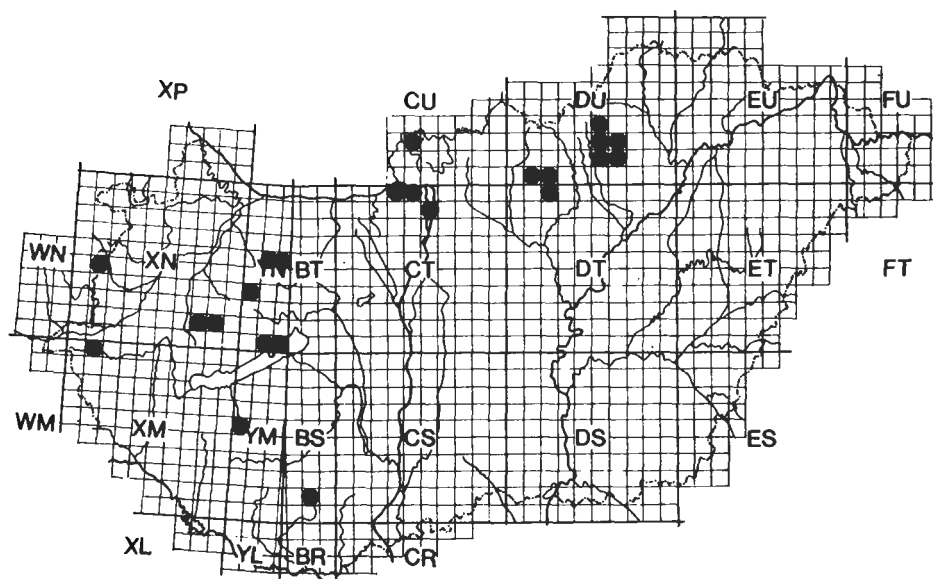 XP CU DU EU FU
WN XN YN BT CT DT ET FT
WM XM YM BS CS DS ES
XL YL BR CR